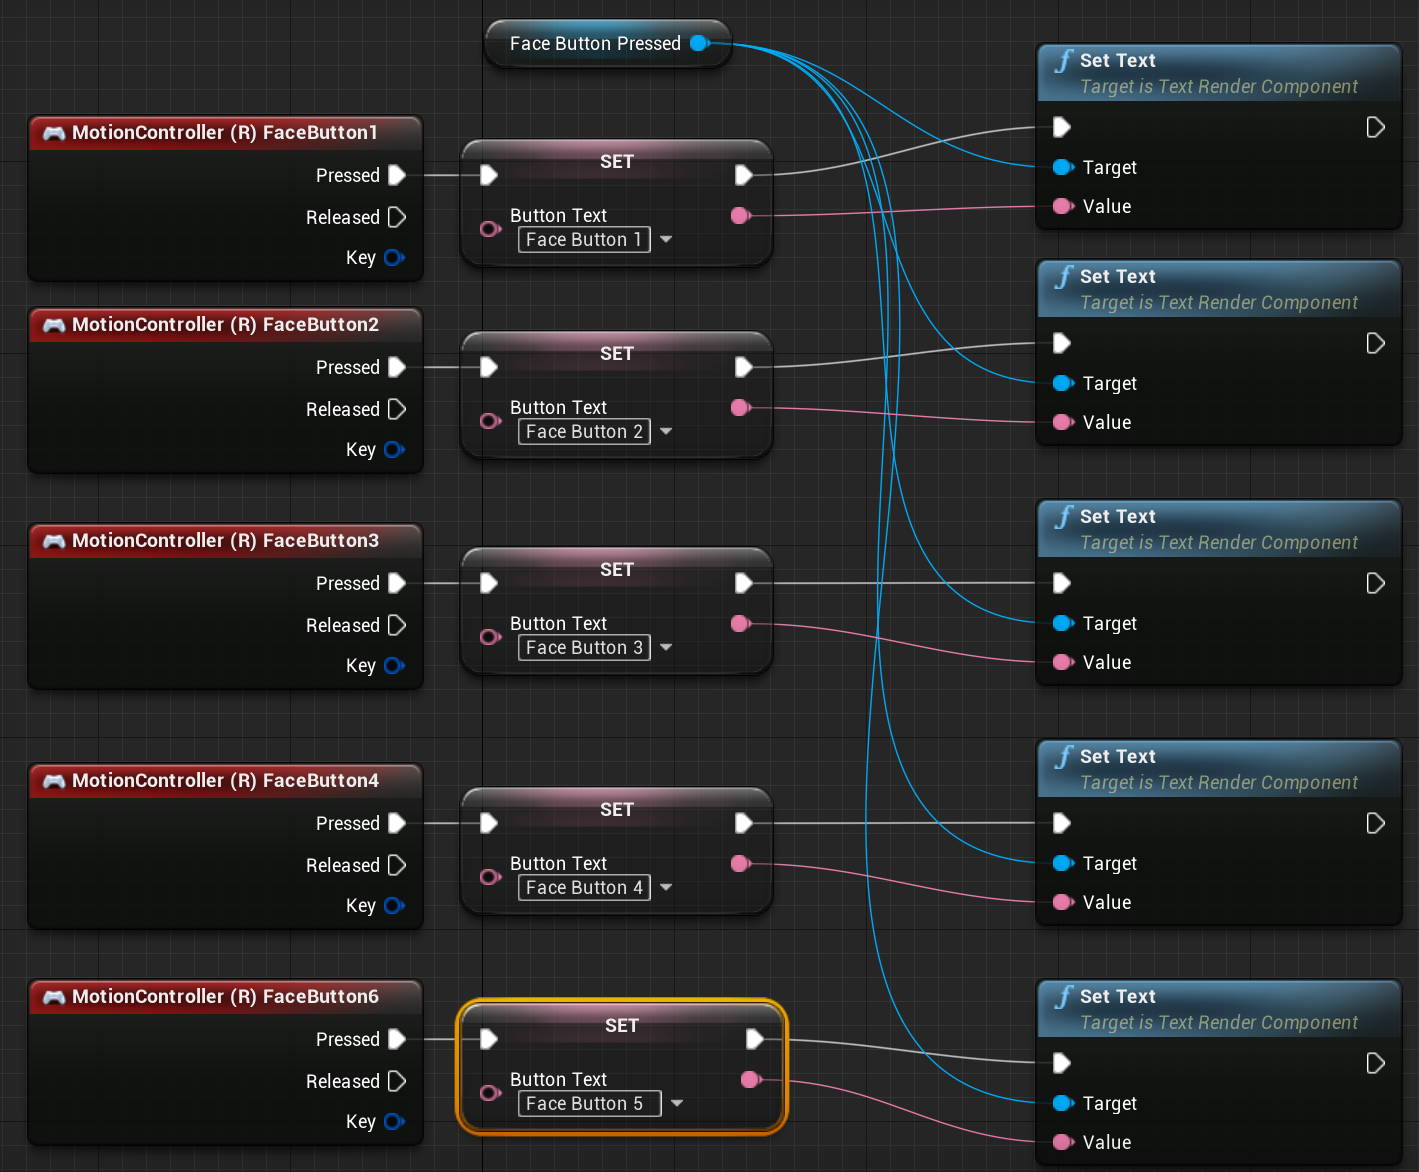 Face Button Pressed
MotionController (R) FaceButton1
Pressed
Released
Key
SET
Button Text
Face Button 1
f Set Text
Target is Text Render Component
Target
Value
MotionController (R) FaceButton2
Pressed
Released
Key
SET
Button Text
Face Button 2
f Set Text
Target is Text Render Component
Target
Value
MotionController (R) FaceButton3
Pressed
Released
Key
SET
Button Text
Face Button 3
f Set Text
Target is Text Render Component
Target
Value
MotionController (R) FaceButton4
Pressed
Released
Key
SET
Button Text
Face Button 4
f Set Text
Target is Text Render Component
Target
Value
MotionController (R) FaceButton6
Pressed
Released
Key
SET
Button Text
Face Button 5
f Set Text
Target is Text Render Component
Target
Value